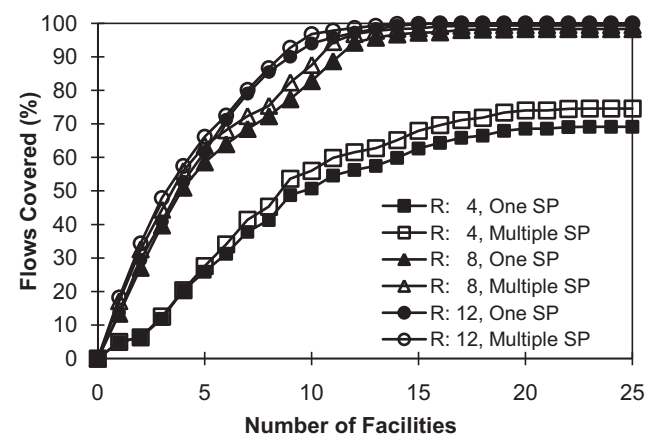 Flows Covered (%)
100
90
80
70
60
50
40
30
20
10
0
R: 4, One SP
R: 4, Multiple SP
R: 8, One SP
R: 8, Multiple SP
R: 12, One SP
R: 12, Multiple SP
0 5 10 15 20 25
Number of Facilities